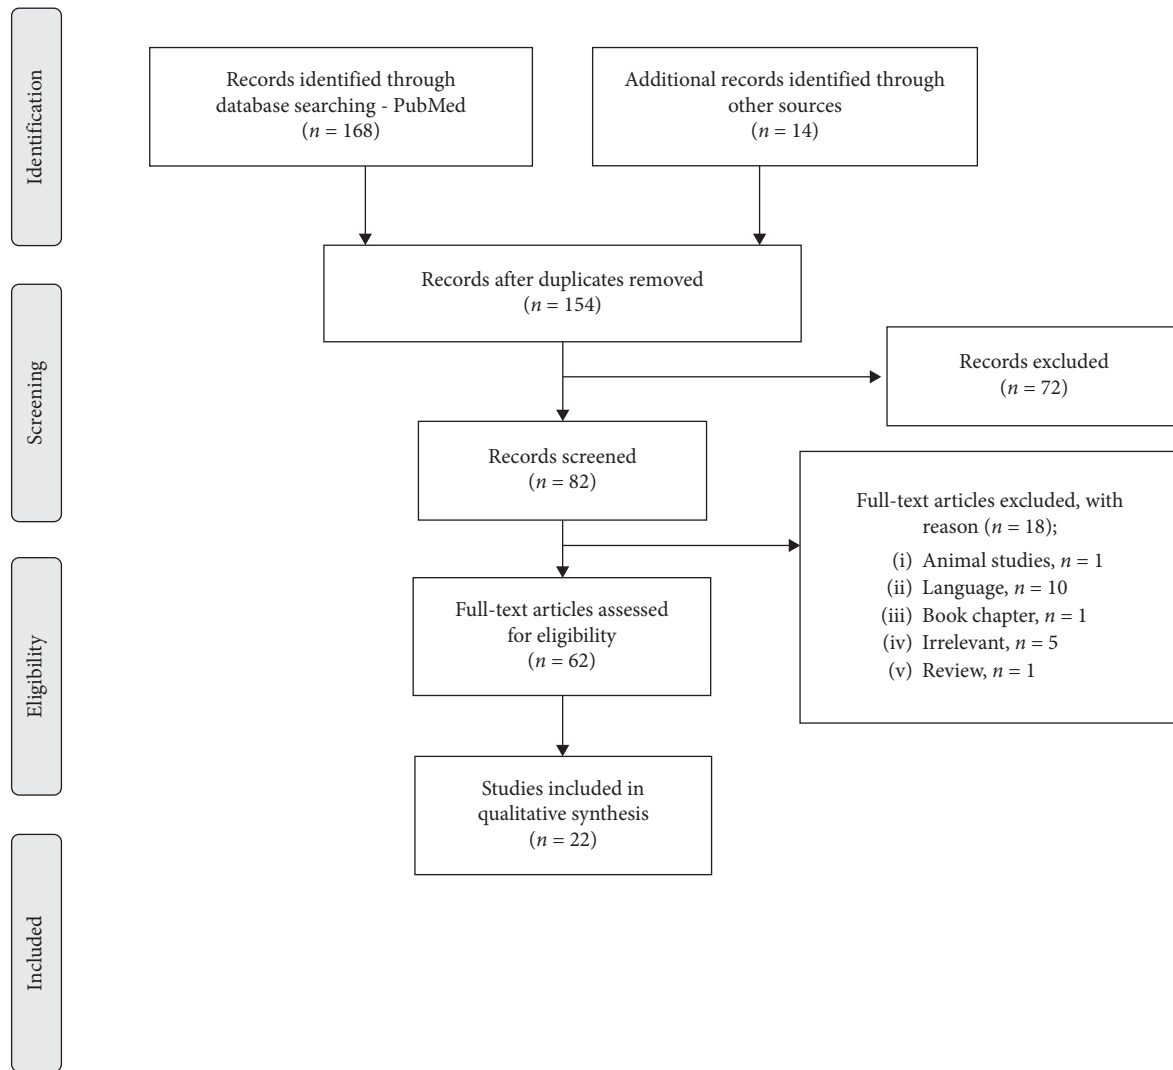 Identification
Records identified through
database searching - PubMed
(n = 168)
Additional records identified through
other sources
(n = 14)
Records after duplicates removed
(n = 154)
Screening
Records excluded
(n = 72)
Records screened
(n = 82)
Full-text articles excluded, with
reason (n = 18);
(i) Animal studies, n = 1
(ii) Language, n = 10
(iii) Book chapter, n = 1
(iv) Irrelevant, n = 5
(v) Review, n = 1
Eligibility
Full-text articles assessed
for eligibility
(n = 62)
Studies included in
qualitative synthesis
(n = 22)
Included